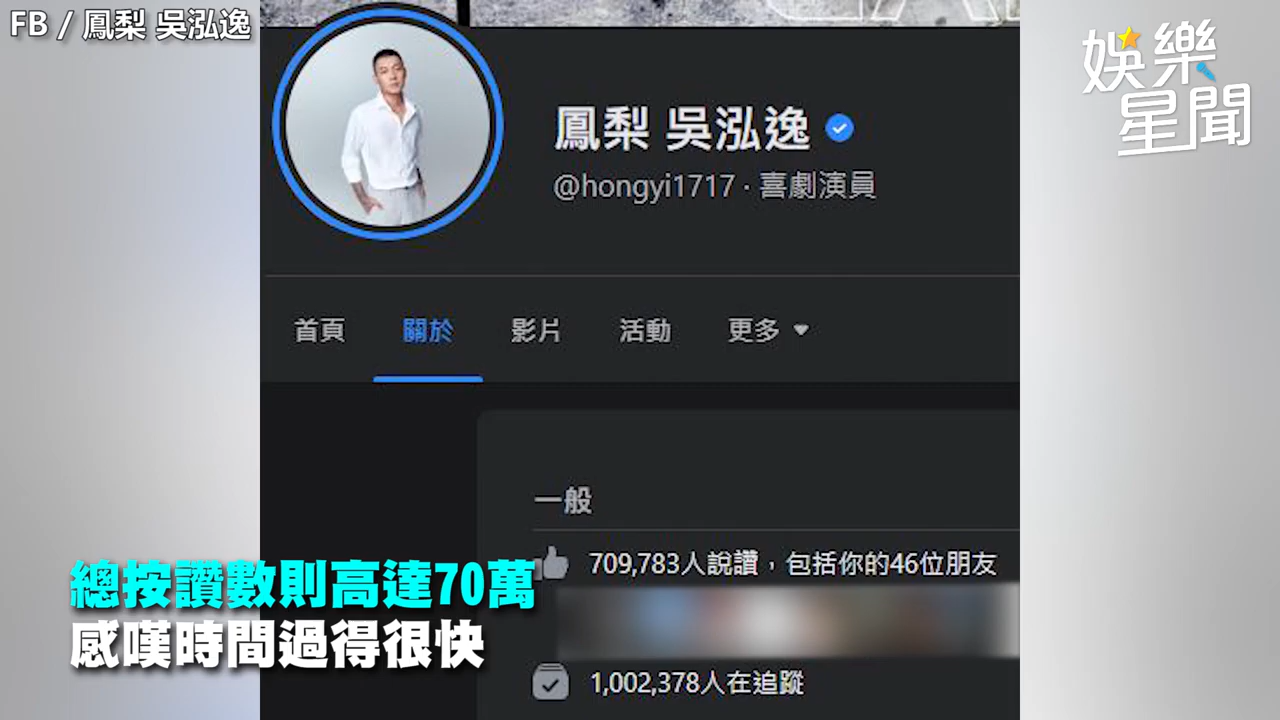 FB / 鳳梨 吳泓逸
娛樂
星聞
鳳梨 吳泓逸
@hongyi1717 · 喜劇演員
首頁 關於 影片 活動 更多
一般
709,783人說讚，包括你的46位朋友
總按讚數則高達70萬
感嘆時間過得很快
1,002,378人在追蹤